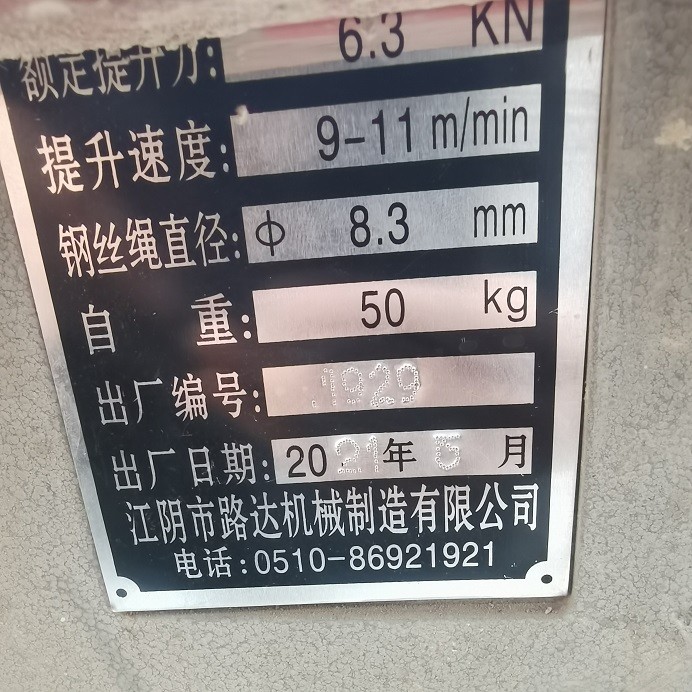 额定提升力: 6.3 KN
提升速度: 9-11 m/min
钢丝绳直径: ф 8.3 mm
自 重: 50 kg
出厂编号: J829
出厂日期: 2021年 5 月
江阴市路达机械制造有限公司
电话:0510-86921921